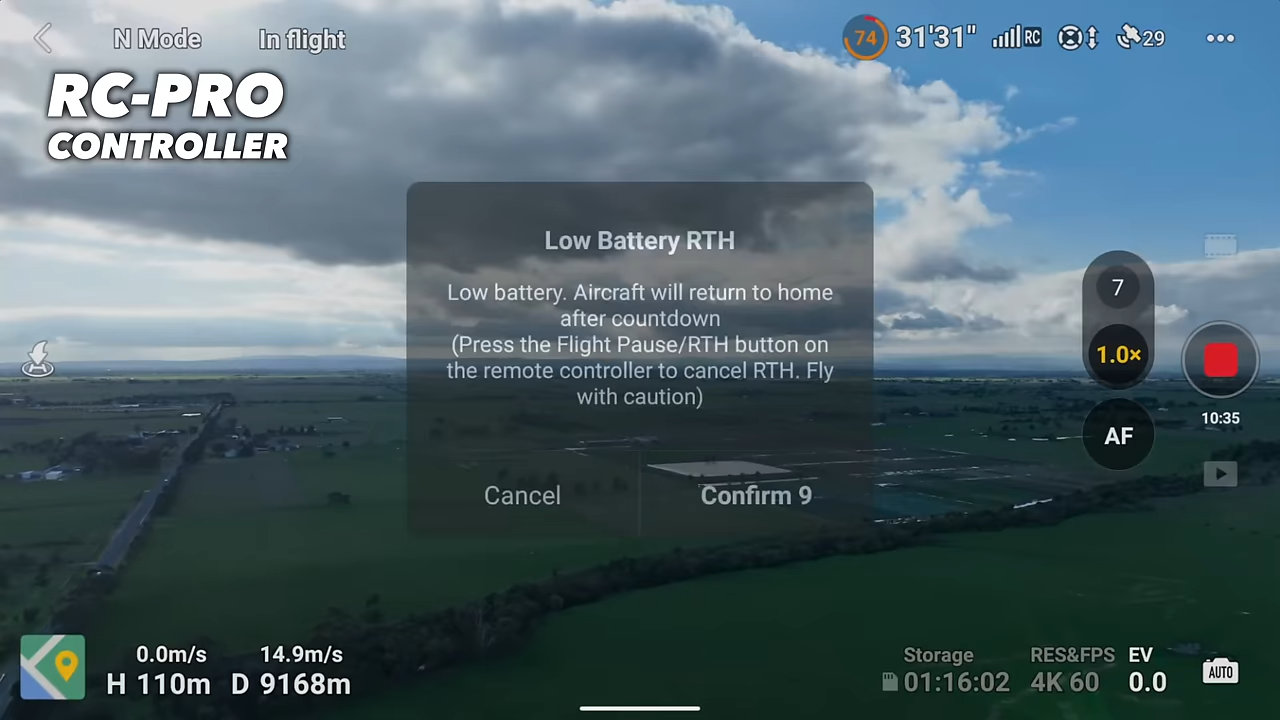 N Mode
In flight
74
31'31"
RC
29
RC-PRO
CONTROLLER
Low Battery RTH
Low battery. Aircraft will return to home
after countdown
(Press the Flight Pause/RTH button on
the remote controller to cancel RTH. Fly
with caution)
Cancel
Confirm 9
7
1.0×
AF
10:35
0.0m/s
14.9m/s
H 110m
D 9168m
Storage
01:16:02
RES&FPS
4K 60
EV
0.0
AUTO